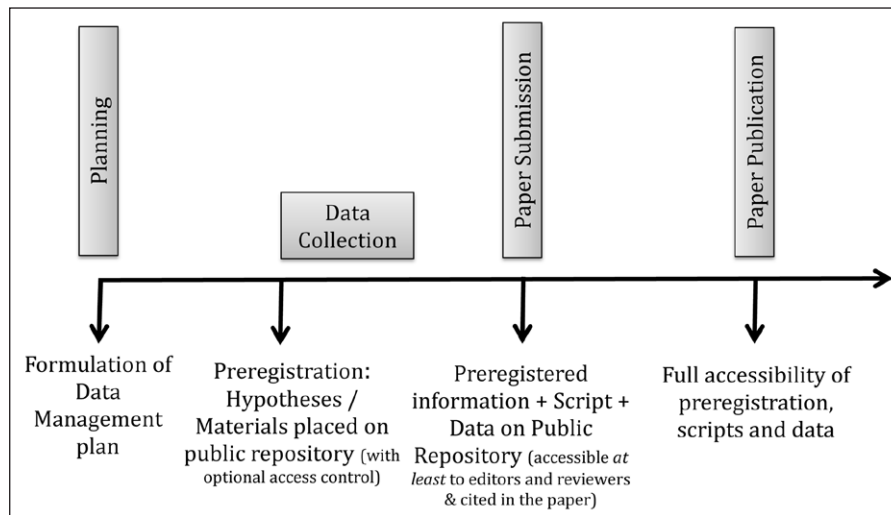 Planning
Data
Collection
Paper Submission
Paper Publication
Formulation of
Data
Management
plan
Preregistration:
Hypotheses /
Materials placed on
public repository (with
optional access control)
Preregistered
information + Script +
Data on Public
Repository (accessible at
least to editors and reviewers
& cited in the paper)
Full accessibility of
preregistration,
scripts and data